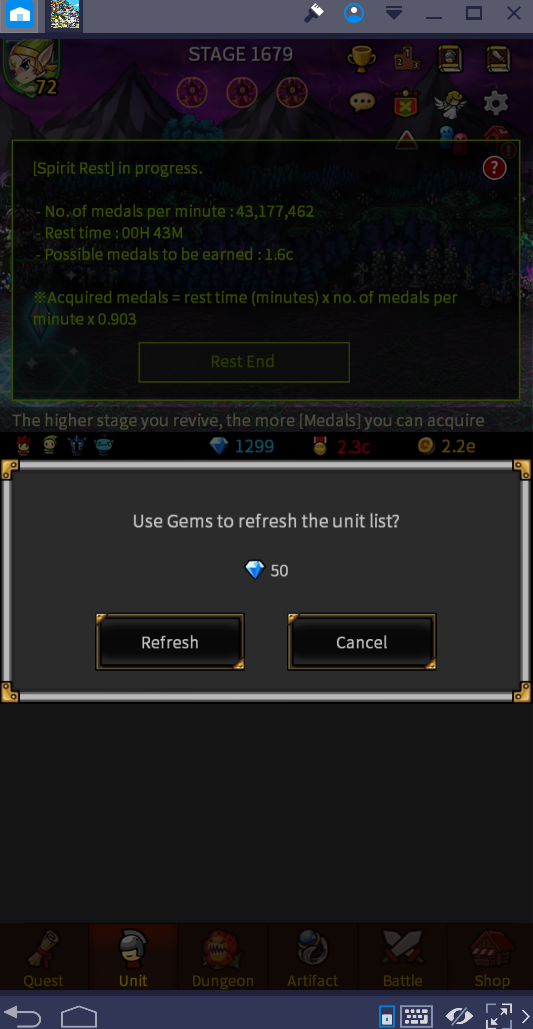 STAGE 1679
72
[Spirit Rest] in progress.
- No. of medals per minute : 43,177,462
- Rest time : 00H 43M
- Possible medals to be earned : 1.6c
※Acquired medals = rest time (minutes) x no. of medals per
minute x 0.903
Rest End
The higher stage you revive, the more [Medals] you can acquire
1299 2.3c 2.2e
Use Gems to refresh the unit list?
50
Refresh Cancel
Quest Unit Dungeon Artifact Battle Shop